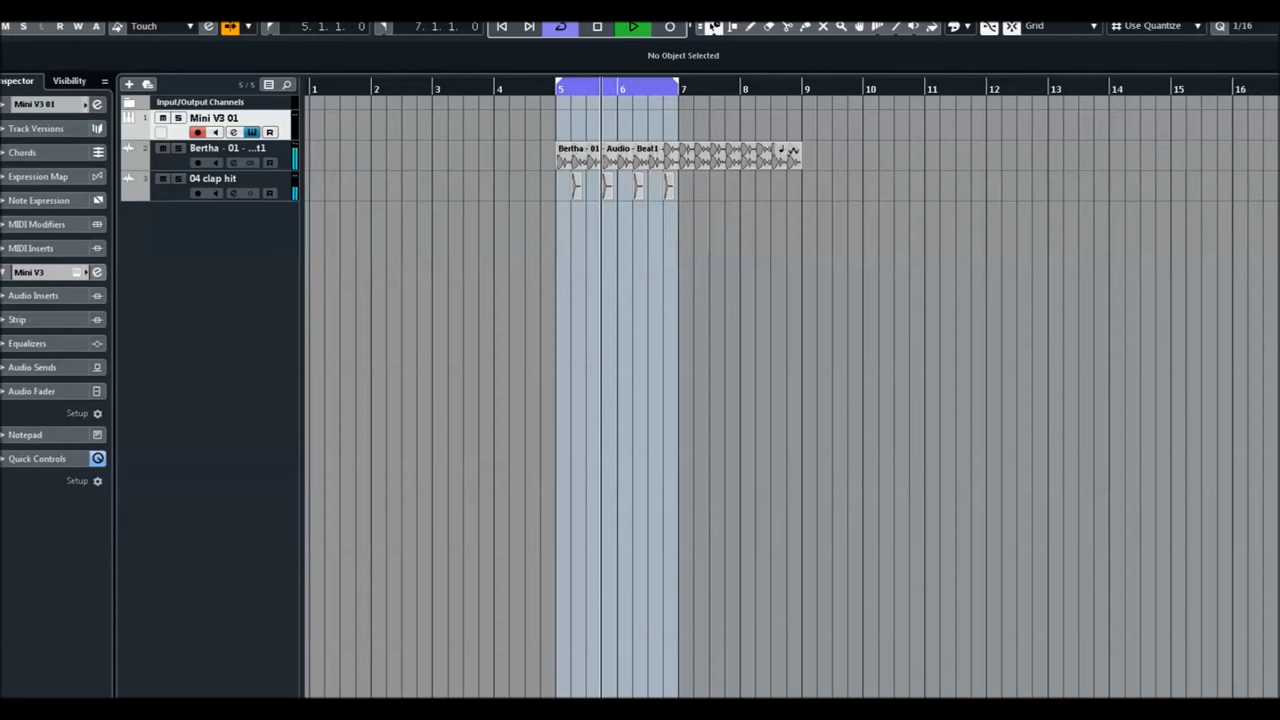 M S L R W A Touch 5. 1. 1. 0 7. 1. 1. 0 Grid Use Quantize Q 1/16
No Object Selected
nspector Visibility
5/5
1 2 3 4 5 6 7 8 9 10 11 12 13 14 15 16
Input/Output Channels
Mini V3 01
1 m S Mini V3 01
R
Track Versions
2 m S Bertha - 01 - ...t1
Bertha - 01 - Audio - Beat1
R
Chords
Expression Map
3 m S 04 clap hit
R
Note Expression
MIDI Modifiers
MIDI Inserts
Mini V3
Audio Inserts
Strip
Equalizers
Audio Sends
Audio Fader
Setup
Notepad
Quick Controls
Setup